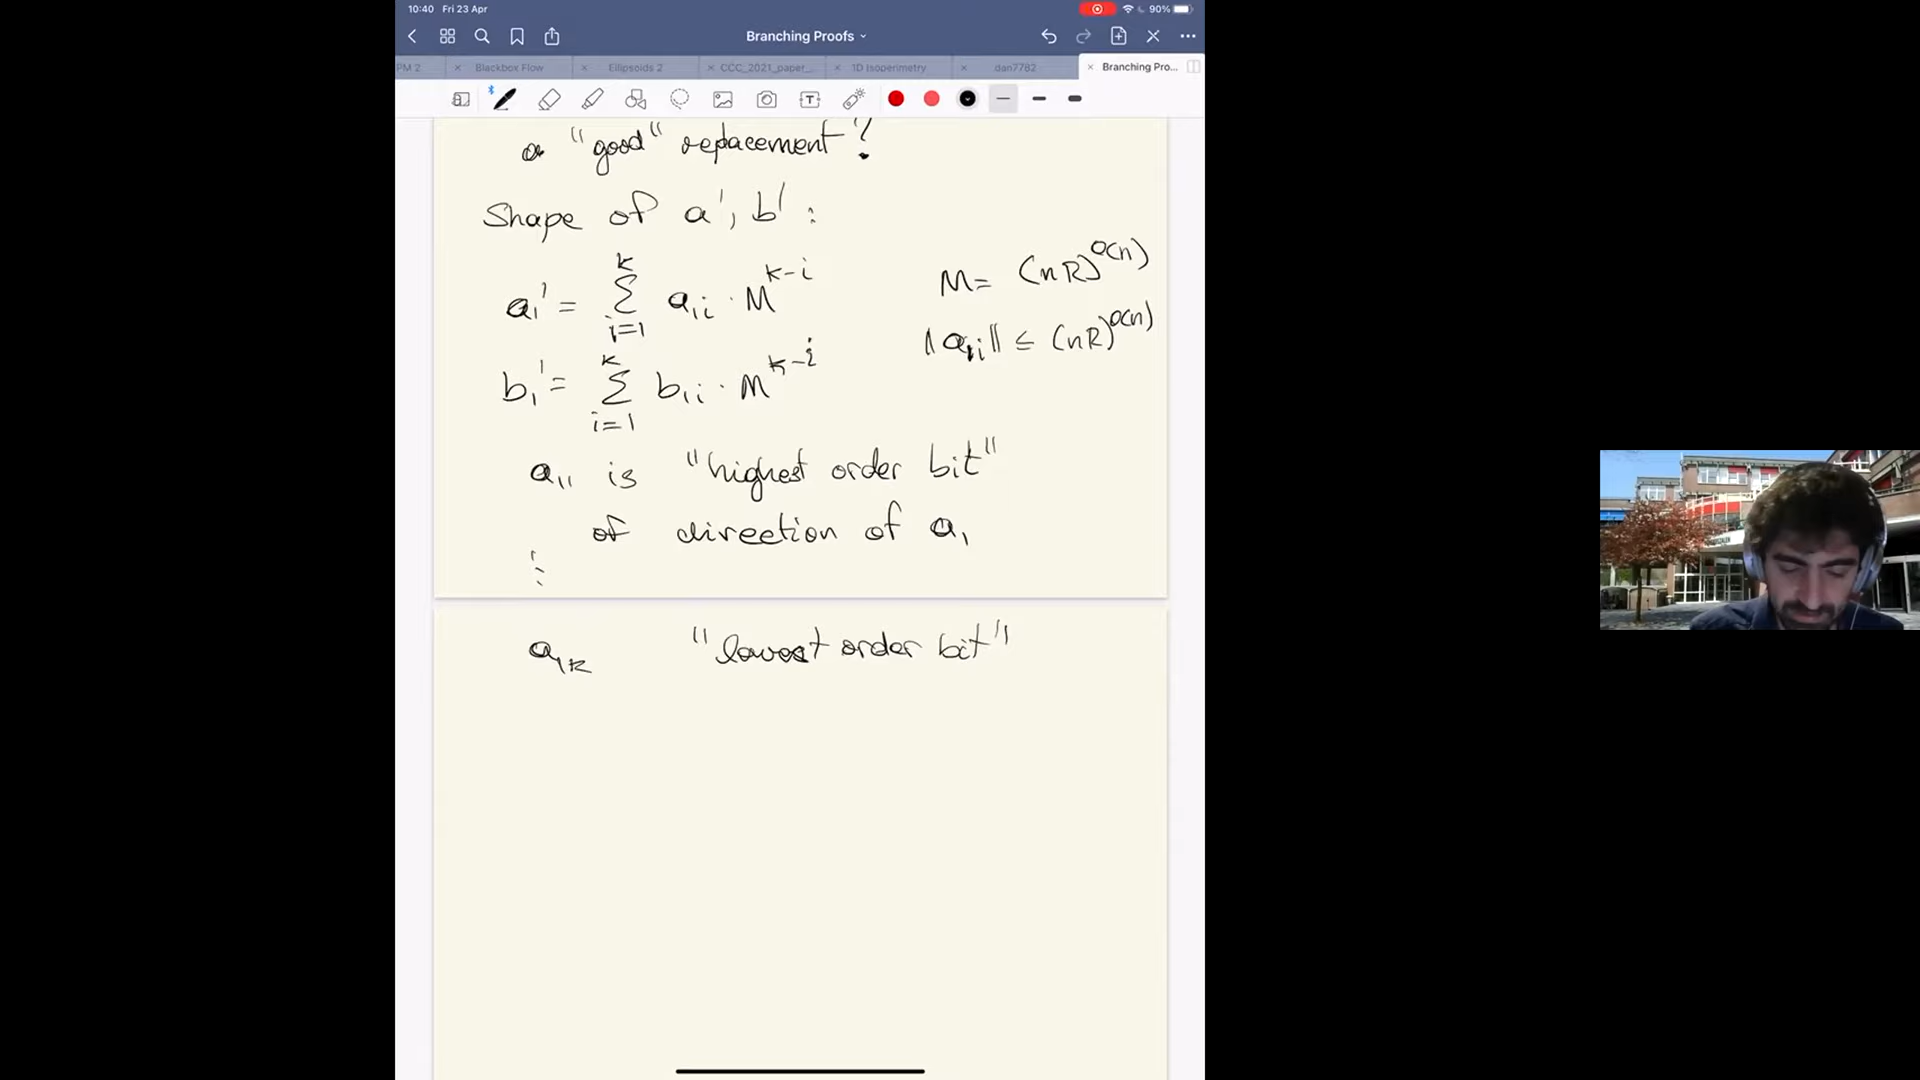 10:40 Fri 23 Apr 90%
Branching Proofs
PM 2 Blackbox Flow Ellipsoids 2 CCC_2021_paper_... 1D Isoperimetry dan7782 Branching Pro...
a "good" replacement?
Shape of a', b' :
a₁' = Σ_{i=1}^{k} a₁ᵢ · M^{k-i}
M = (nR)^{O(n)}
‖a₁ᵢ‖ ≤ (nR)^{O(n)}
b₁' = Σ_{i=1}^{k} b₁ᵢ · M^{k-i}
a₁₁ is "highest order bit"
of direction of a₁
⋮
a₁ₖ "lowest order bit"